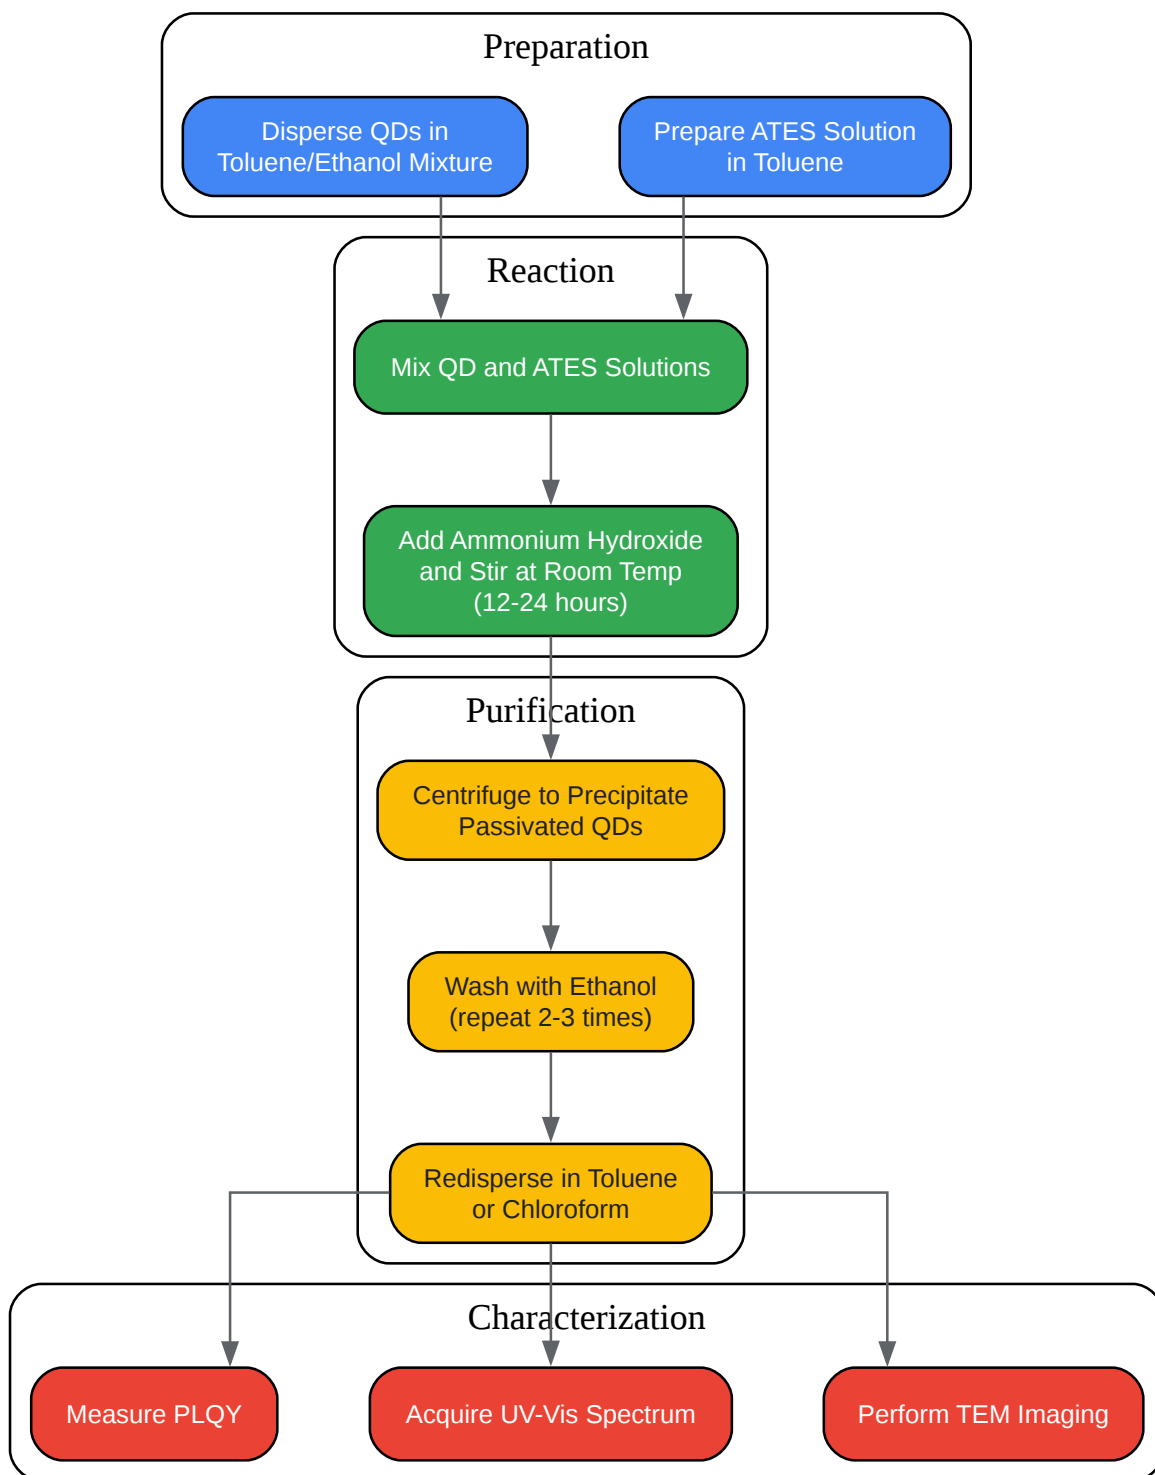 Preparation
Disperse QDs in
Toluene/Ethanol Mixture
Prepare ATES Solution
in Toluene
Reaction
Mix QD and ATES Solutions
Add Ammonium Hydroxide
and Stir at Room Temp
(12-24 hours)
Purification
Centrifuge to Precipitate
Passivated QDs
Wash with Ethanol
(repeat 2-3 times)
Redisperse in Toluene
or Chloroform
Characterization
Measure PLQY
Acquire UV-Vis Spectrum
Perform TEM Imaging